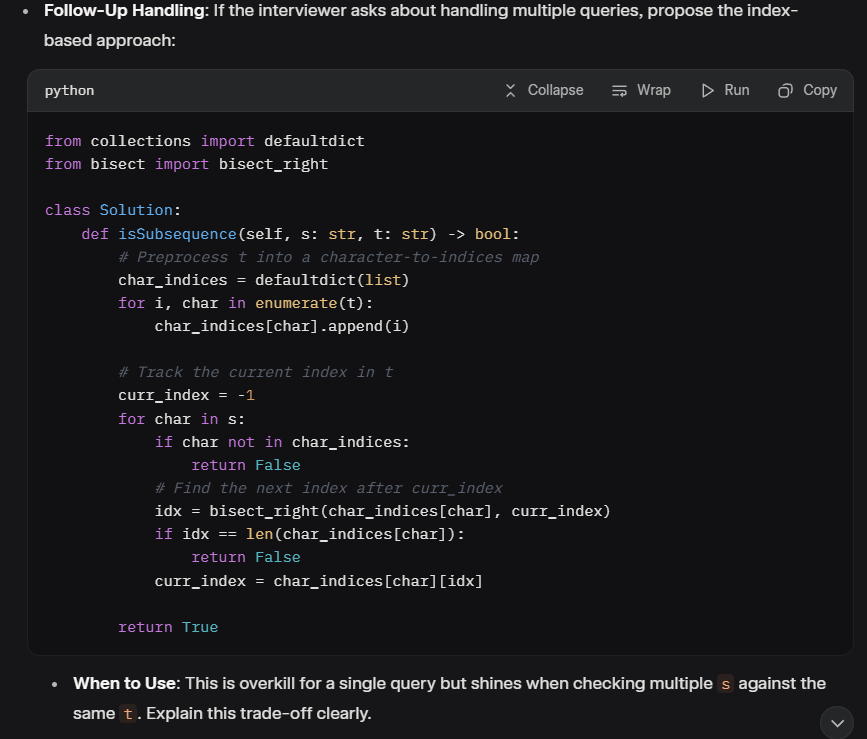 • Follow-Up Handling: If the interviewer asks about handling multiple queries, propose the index-
based approach:
python Collapse Wrap Run Copy
from collections import defaultdict
from bisect import bisect_right

class Solution:
    def isSubsequence(self, s: str, t: str) -> bool:
        # Preprocess t into a character-to-indices map
        char_indices = defaultdict(list)
        for i, char in enumerate(t):
            char_indices[char].append(i)

        # Track the current index in t
        curr_index = -1
        for char in s:
            if char not in char_indices:
                return False
            # Find the next index after curr_index
            idx = bisect_right(char_indices[char], curr_index)
            if idx == len(char_indices[char]):
                return False
            curr_index = char_indices[char][idx]

        return True
• When to Use: This is overkill for a single query but shines when checking multiple s against the
same t. Explain this trade-off clearly.